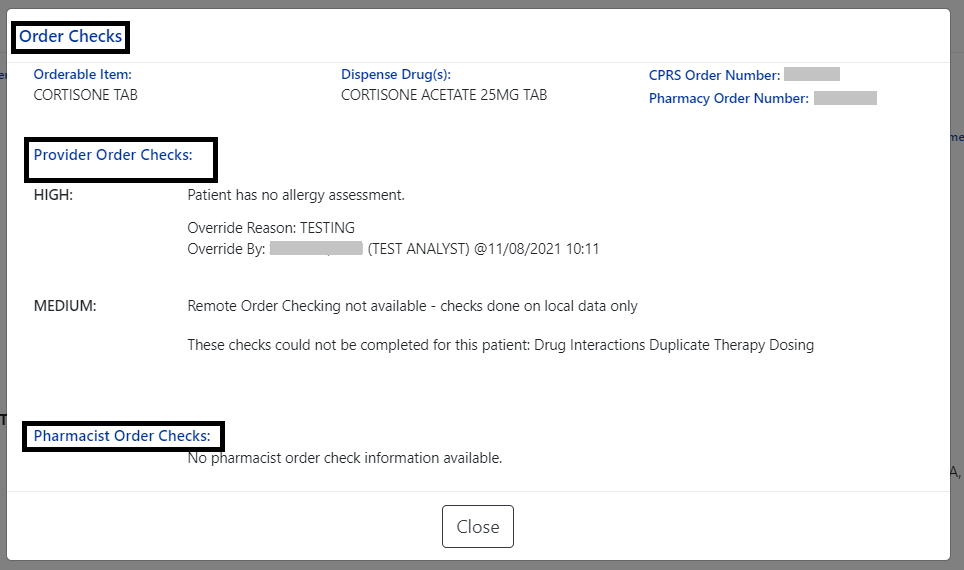 Order Checks
Orderable Item:
CORTISONE TAB
Dispense Drug(s):
CORTISONE ACETATE 25MG TAB
CPRS Order Number:
Pharmacy Order Number:
Provider Order Checks:
HIGH:
Patient has no allergy assessment.
Override Reason: TESTING
Override By: (TEST ANALYST) @11/08/2021 10:11
MEDIUM:
Remote Order Checking not available - checks done on local data only
These checks could not be completed for this patient: Drug Interactions Duplicate Therapy Dosing
Pharmacist Order Checks:
No pharmacist order check information available.
Close